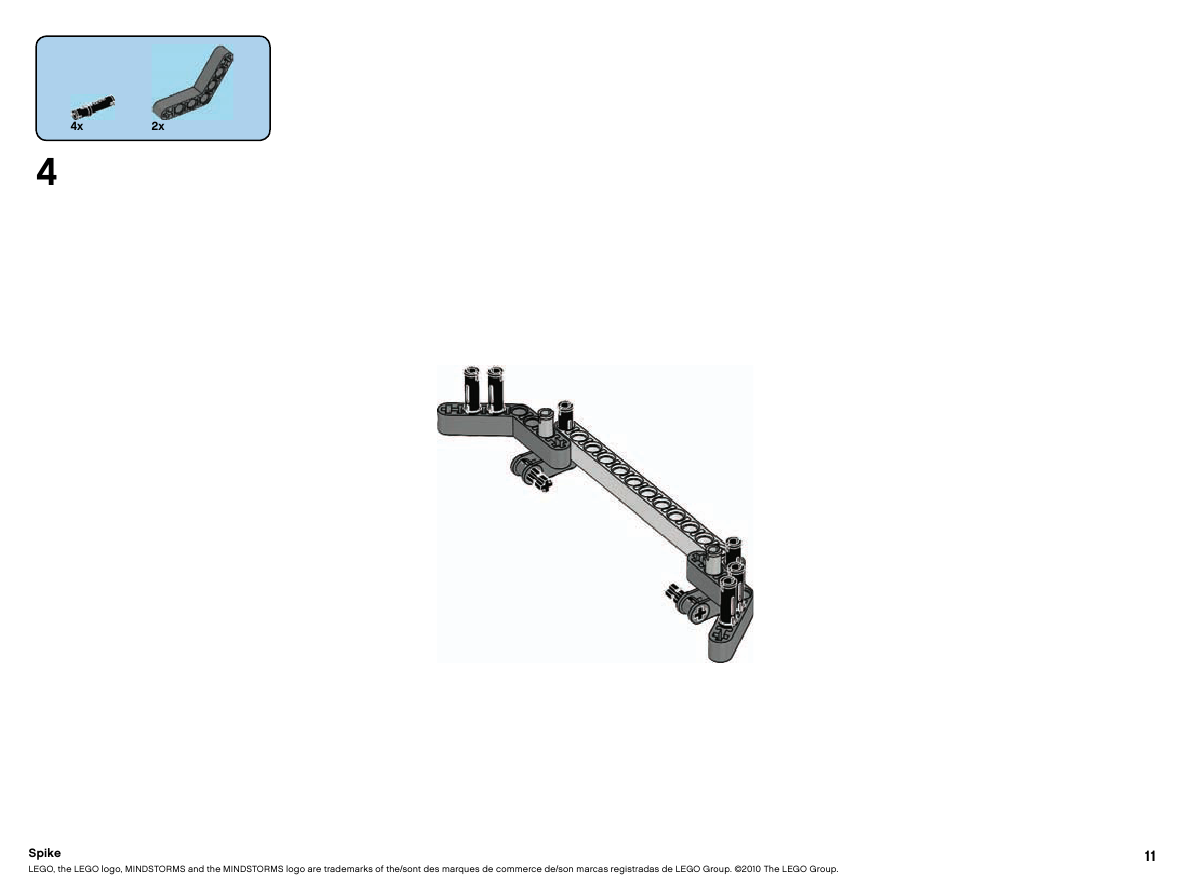 4x 2x
4
Spike
LEGO, the LEGO logo, MINDSTORMS and the MINDSTORMS logo are trademarks of the/sont des marques de commerce de/son marcas registradas de LEGO Group. ©2010 The LEGO Group.
11